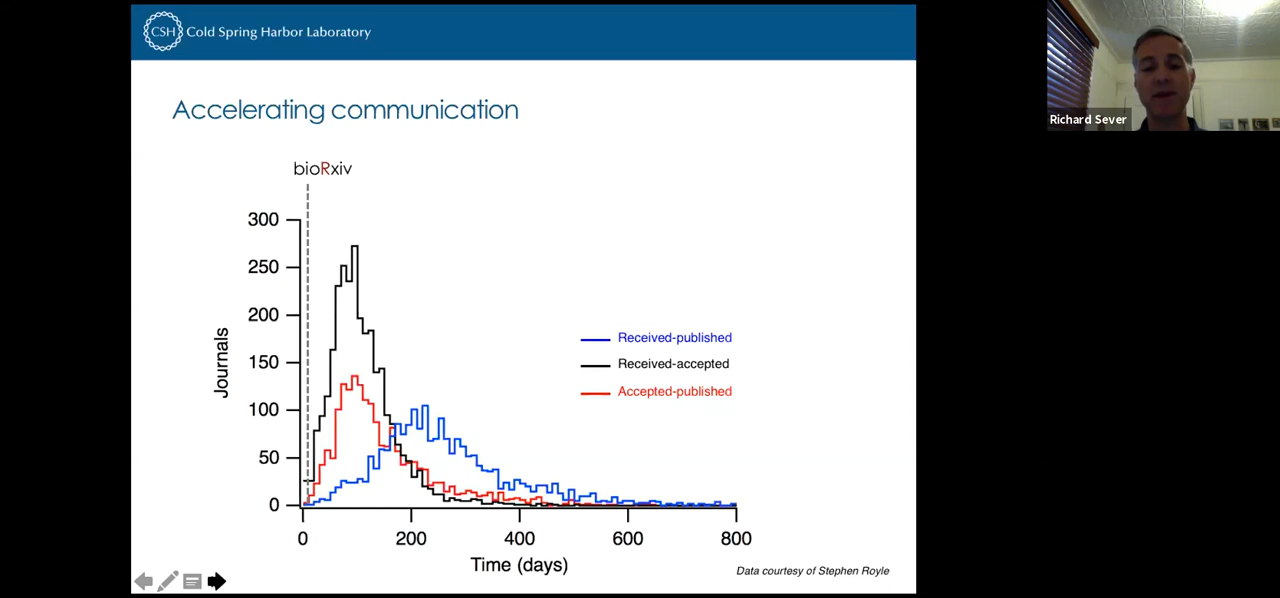 CSH Cold Spring Harbor Laboratory
Richard Sever
Accelerating communication
bioRxiv
300
250
200
150
100
50
0
Journals
Received-published
Received-accepted
Accepted-published
0 200 400 600 800
Time (days)
Data courtesy of Stephen Royle